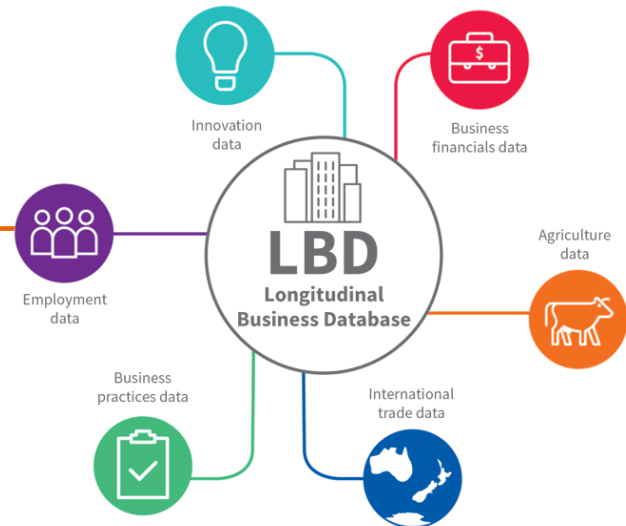 Innovation
data
Business
financials data
$
LBD
Longitudinal
Business Database
Agriculture
data
Employment
data
Business
practices data
International
trade data